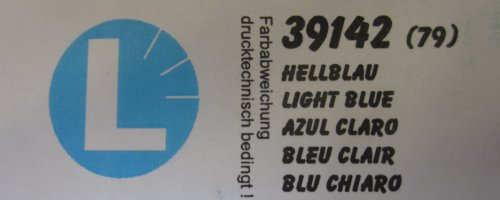 L
Farbabweichung
drucktechnisch bedingt !
39142 (79)
HELLBLAU
LIGHT BLUE
AZUL CLARO
BLEU CLAIR
BLU CHIARO